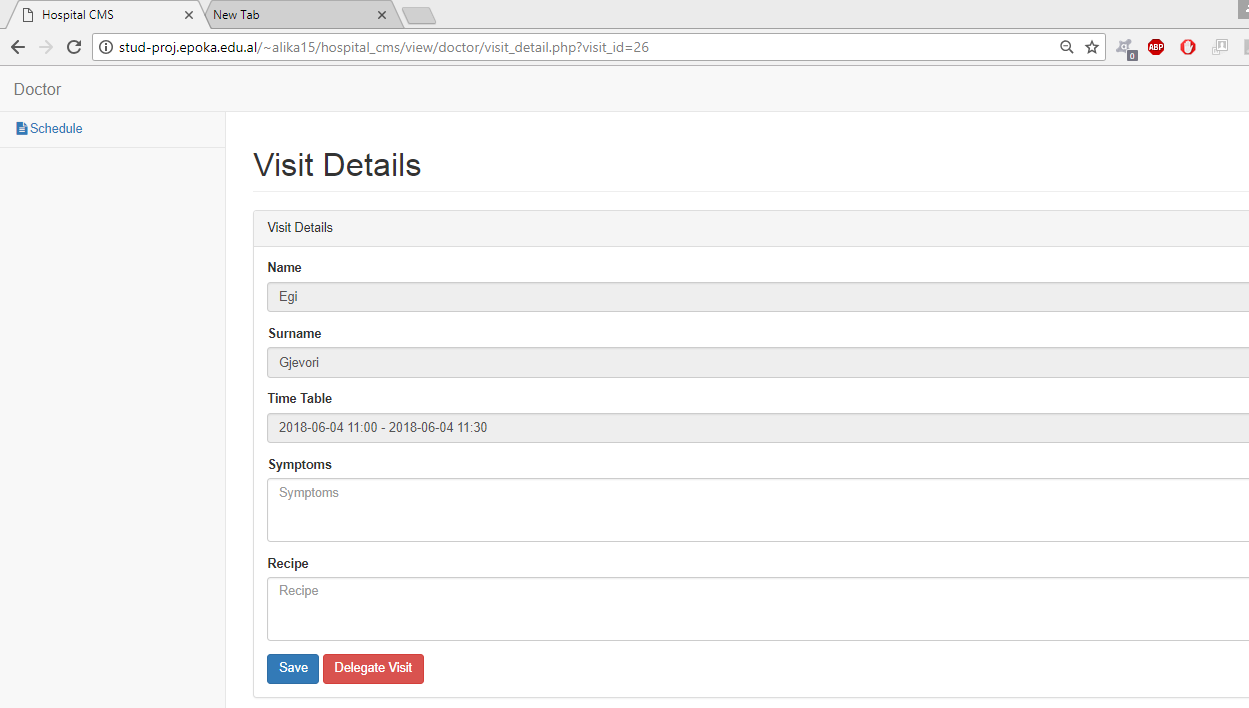 Hospital CMS
New Tab
stud-proj.epoka.edu.al/~alika15/hospital_cms/view/doctor/visit_detail.php?visit_id=26
0
ABP
Doctor
Schedule
Visit Details
Visit Details
Name
Egi
Surname
Gjevori
Time Table
2018-06-04 11:00 - 2018-06-04 11:30
Symptoms
Symptoms
Recipe
Recipe
Save Delegate Visit